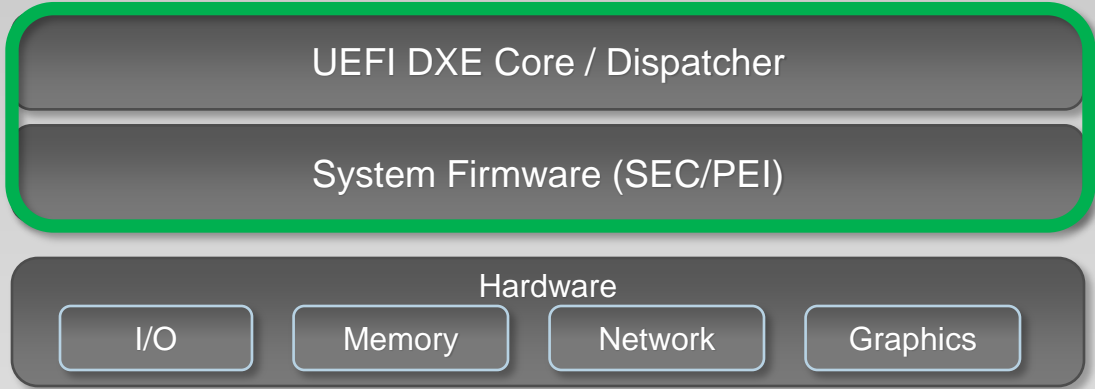 UEFI DXE Core / Dispatcher
System Firmware (SEC/PEI)
Hardware
I/O
Memory
Network
Graphics